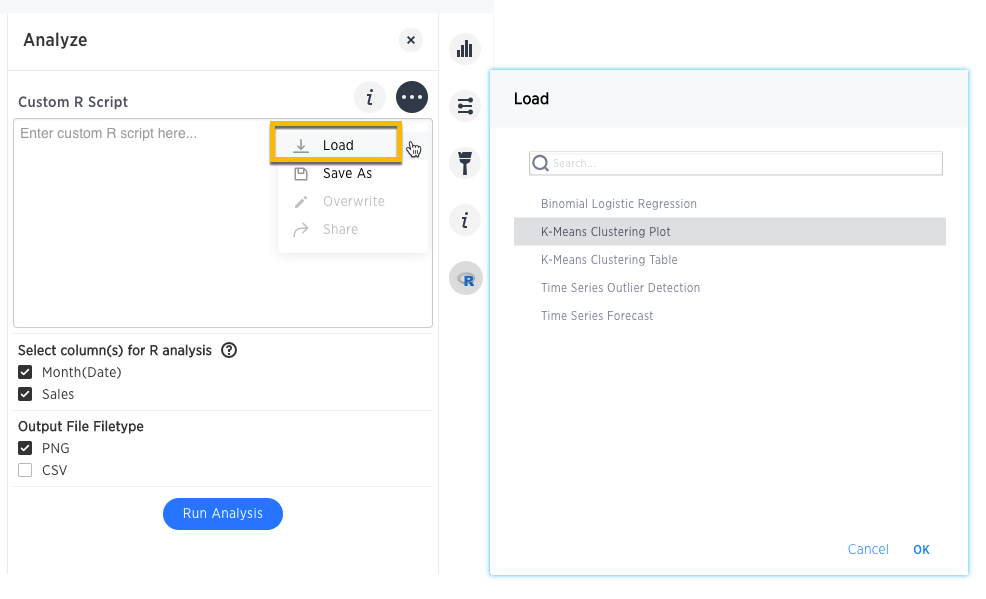 Analyze
Custom R Script
i
Enter custom R script here...
Load
Save As
Overwrite
Share
Select column(s) for R analysis ?
Month(Date)
Sales
Output File Filetype
PNG
CSV
Run Analysis
i
R
Load
Search...
Binomial Logistic Regression
K-Means Clustering Plot
K-Means Clustering Table
Time Series Outlier Detection
Time Series Forecast
Cancel OK